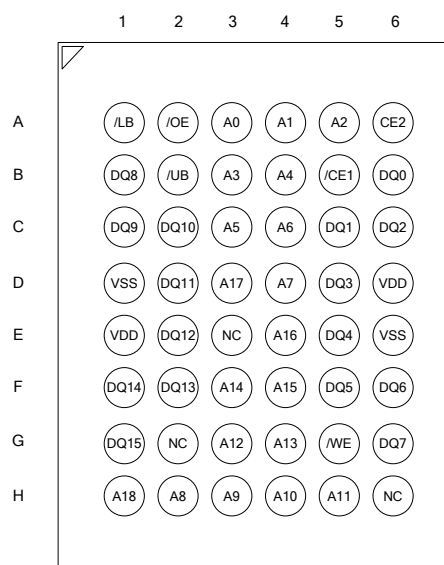 1 2 3 4 5 6
A /LB /OE A0 A1 A2 CE2
B DQ8 /UB A3 A4 /CE1 DQ0
C DQ9 DQ10 A5 A6 DQ1 DQ2
D VSS DQ11 A17 A7 DQ3 VDD
E VDD DQ12 NC A16 DQ4 VSS
F DQ14 DQ13 A14 A15 DQ5 DQ6
G DQ15 NC A12 A13 /WE DQ7
H A18 A8 A9 A10 A11 NC